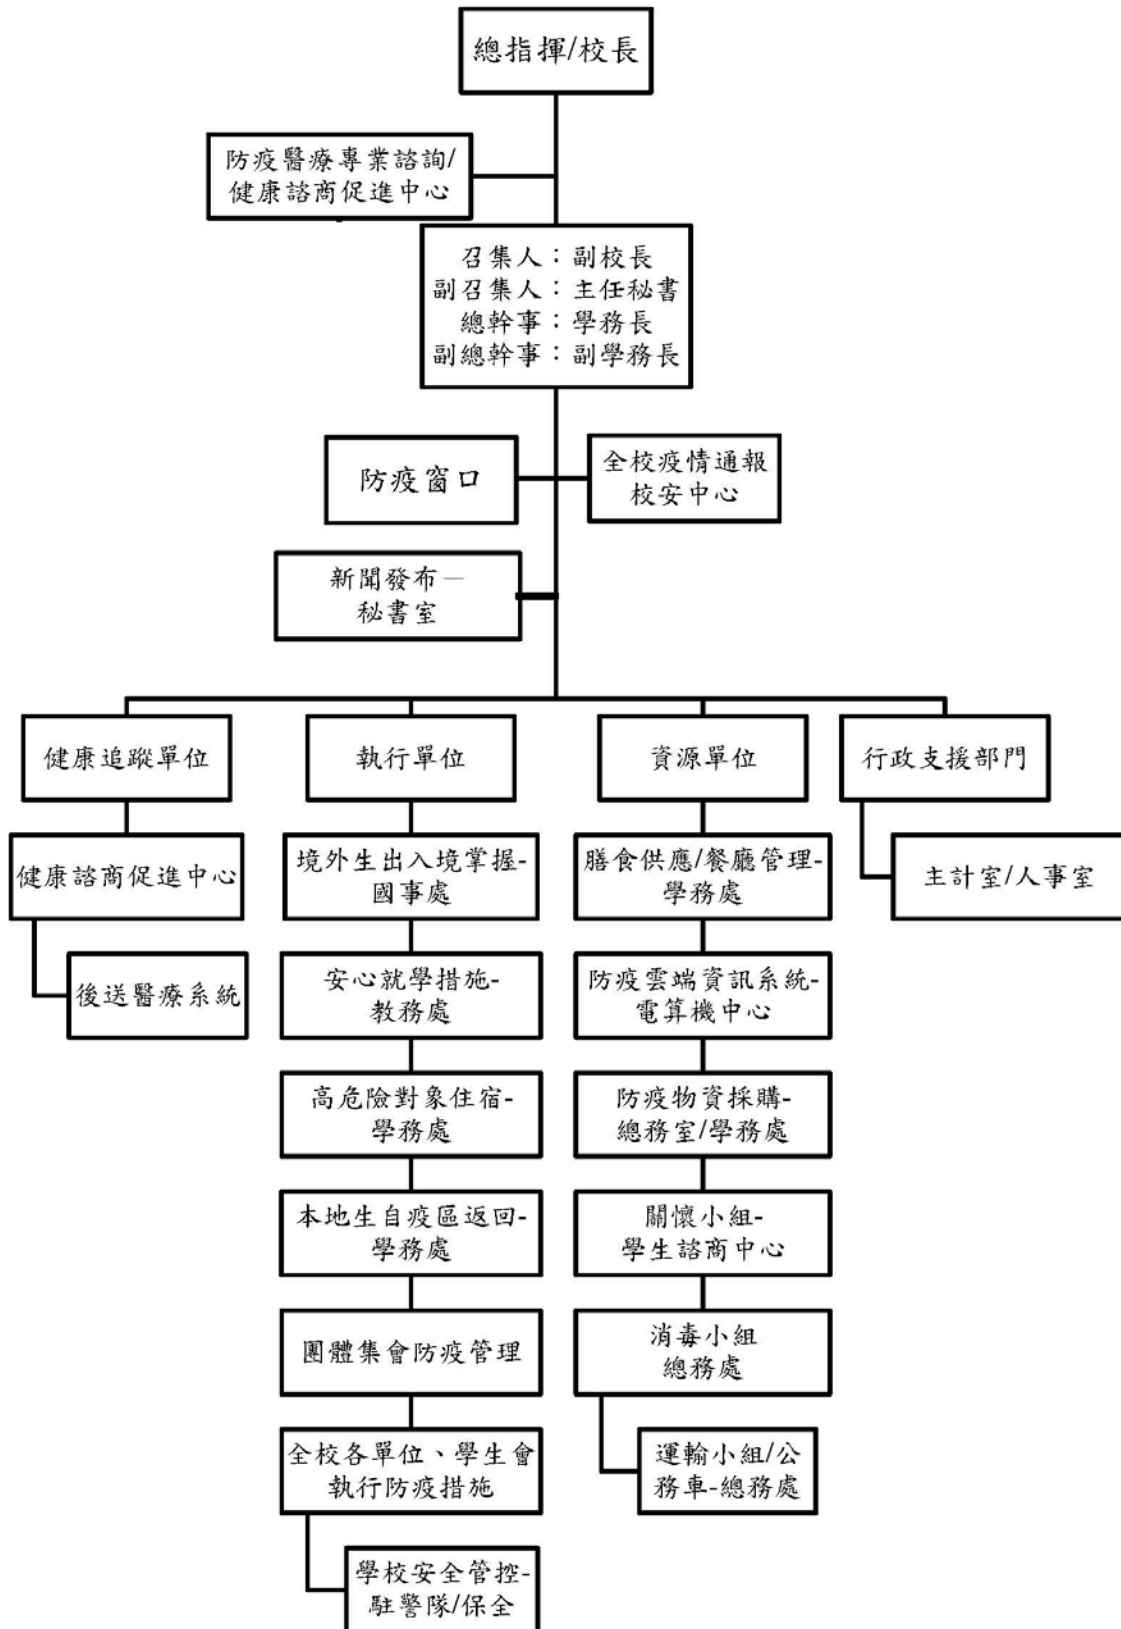 總指揮/校長
防疫醫療專業諮詢/
健康諮商促進中心
召集人：副校長
副召集人：主任秘書
總幹事：學務長
副總幹事：副學務長
防疫窗口
全校疫情通報
校安中心
新聞發布－
秘書室
健康追蹤單位
執行單位
資源單位
行政支援部門
健康諮商促進中心
後送醫療系統
境外生出入境掌握-
國事處
安心就學措施-
教務處
高危險對象住宿-
學務處
本地生自疫區返回-
學務處
團體集會防疫管理
全校各單位、學生會
執行防疫措施
學校安全管控-
駐警隊/保全
膳食供應/餐廳管理-
學務處
防疫雲端資訊系統-
電算機中心
防疫物資採購-
總務室/學務處
關懷小組-
學生諮商中心
消毒小組
總務處
運輸小組/公
務車-總務處
主計室/人事室